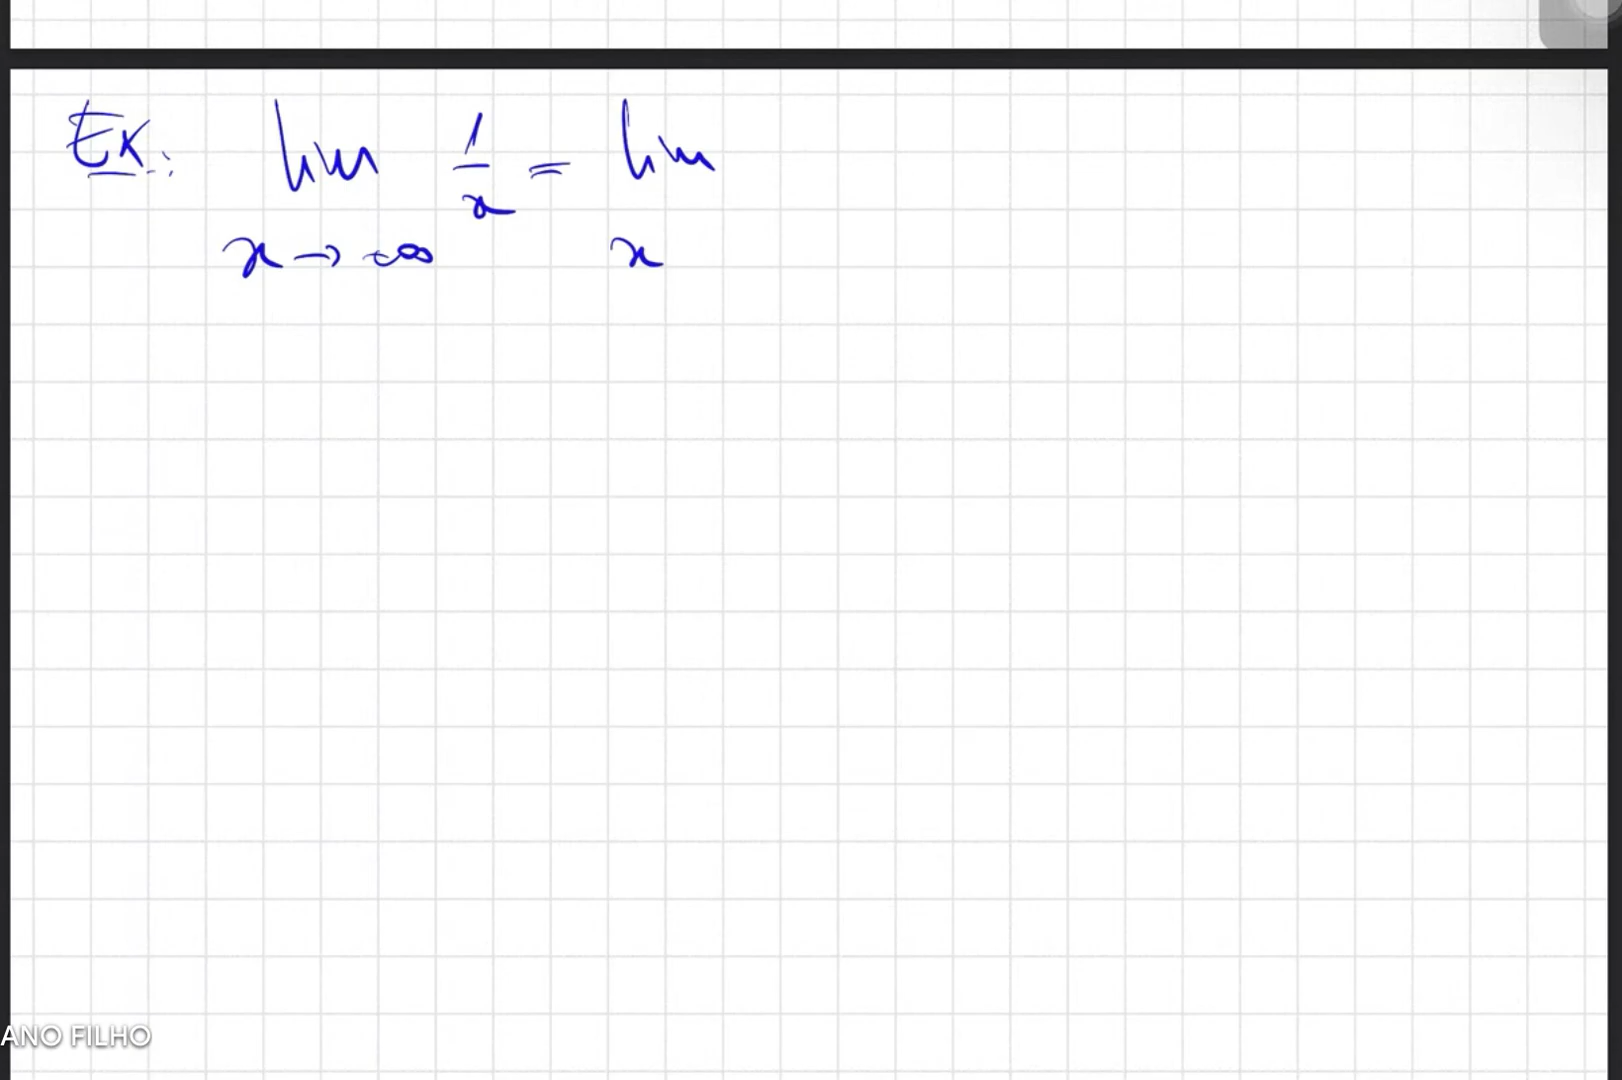 Ex.: lim 1/x = lim
x → +∞ x
ANO FILHO